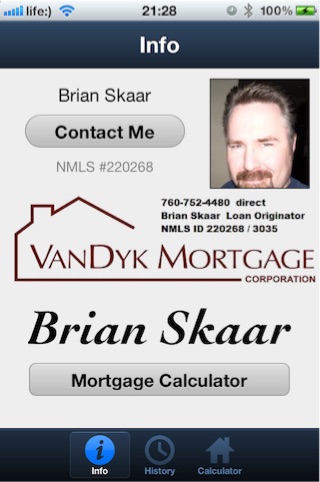 life:) 21:28 100%
Info
Brian Skaar
Contact Me
NMLS #220268
760-752-4480 direct
Brian Skaar Loan Originator
NMLS ID 220268 / 3035
VANDYK MORTGAGE
CORPORATION
Brian Skaar
Mortgage Calculator
Info History Calculator